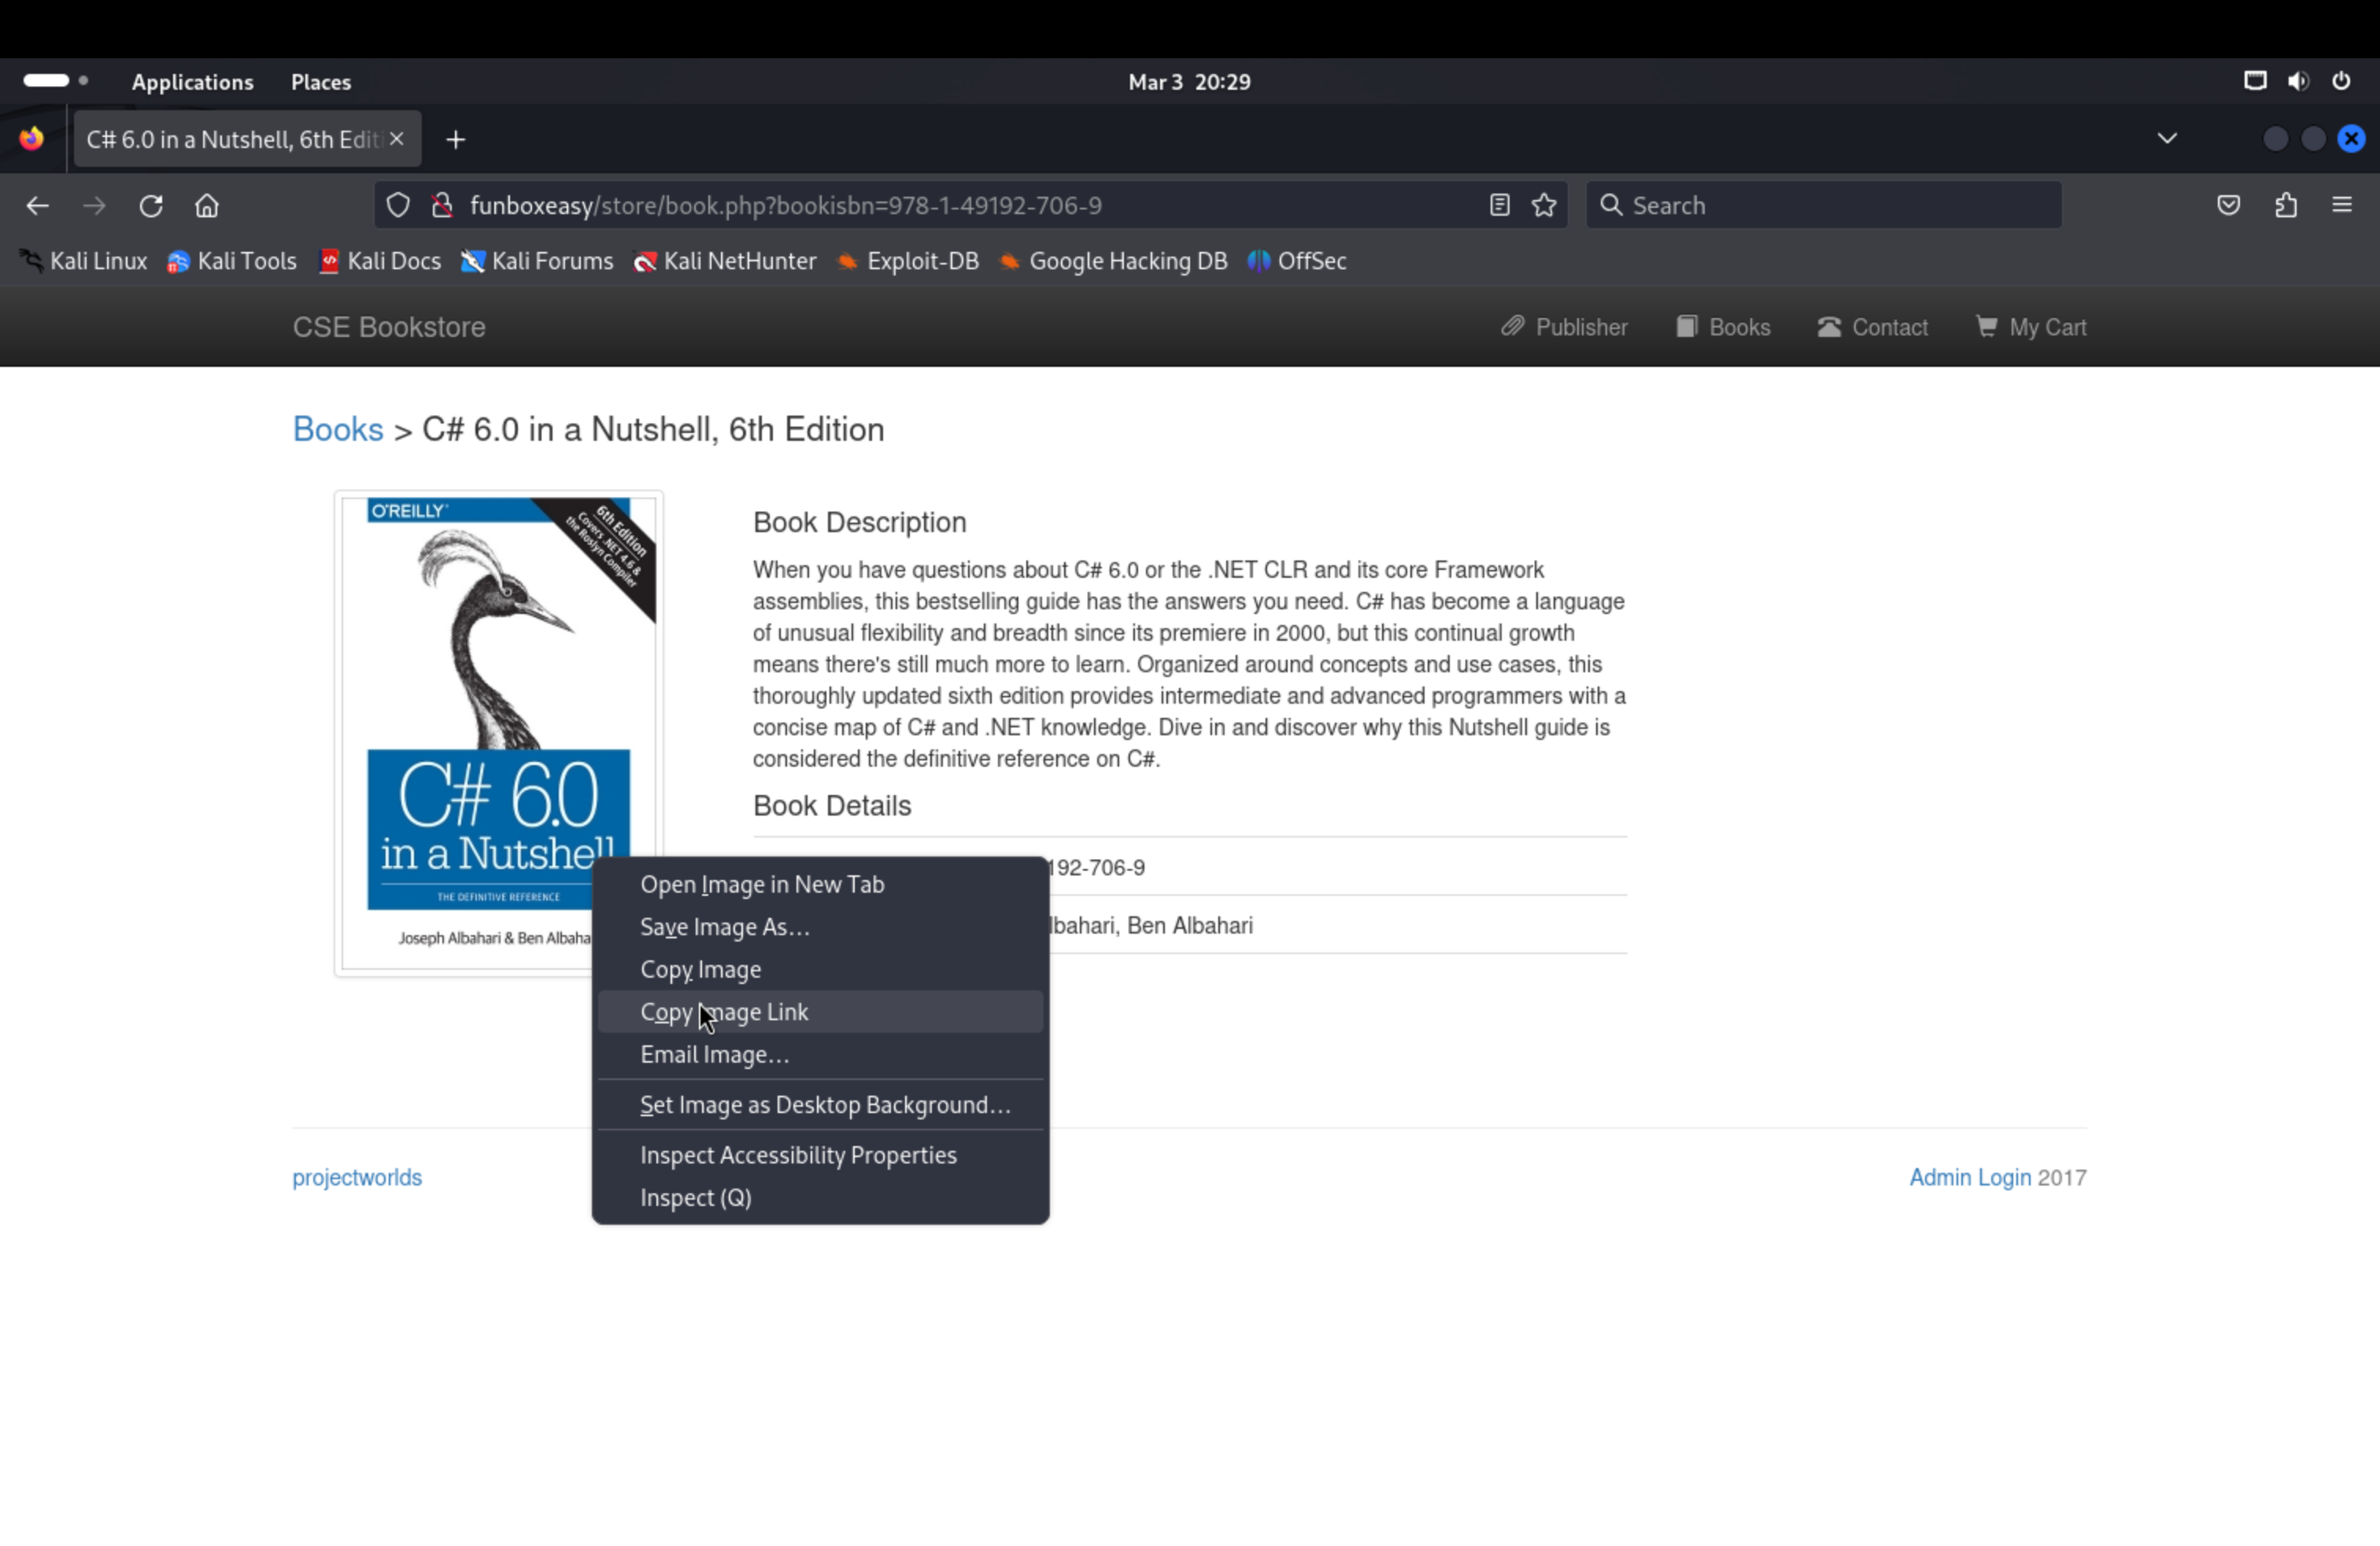 Applications Places Mar 3 20:29
C# 6.0 in a Nutshell, 6th Edit
funboxeasy/store/book.php?bookisbn=978-1-49192-706-9 Search
Kali Linux Kali Tools Kali Docs Kali Forums Kali NetHunter Exploit-DB Google Hacking DB OffSec
CSE Bookstore Publisher Books Contact My Cart
Books > C# 6.0 in a Nutshell, 6th Edition
O'REILLY
6th Edition
Covers .NET 4.6 &
the Roslyn Compiler
C# 6.0
in a Nutshell
THE DEFINITIVE REFERENCE
Joseph Albahari & Ben Albaha
Book Description
When you have questions about C# 6.0 or the .NET CLR and its core Framework
assemblies, this bestselling guide has the answers you need. C# has become a language
of unusual flexibility and breadth since its premiere in 2000, but this continual growth
means there's still much more to learn. Organized around concepts and use cases, this
thoroughly updated sixth edition provides intermediate and advanced programmers with a
concise map of C# and .NET knowledge. Dive in and discover why this Nutshell guide is
considered the definitive reference on C#.
Book Details
192-706-9
lbahari, Ben Albahari
Open Image in New Tab
Save Image As...
Copy Image
Copy Image Link
Email Image...
Set Image as Desktop Background...
Inspect Accessibility Properties
Inspect (Q)
projectworlds Admin Login 2017